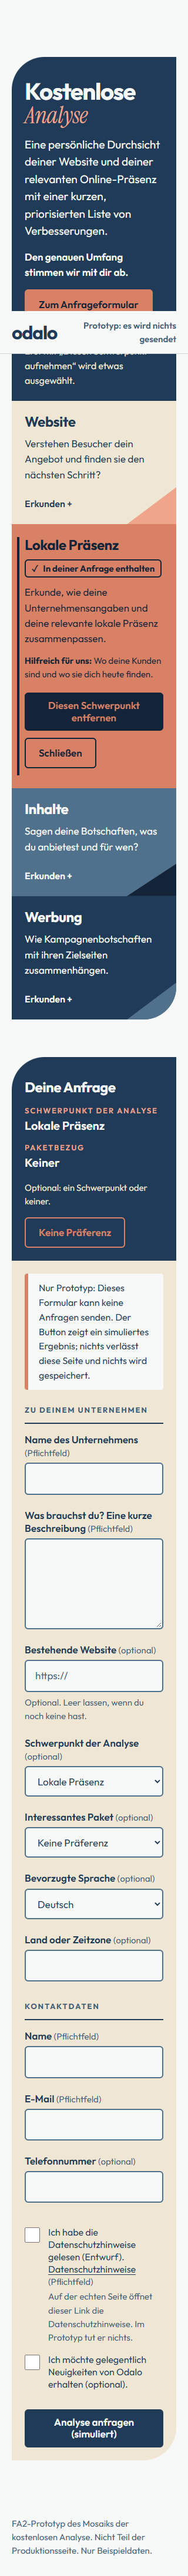 Kostenlose
Analyse
Eine persönliche Durchsicht
deiner Website und deiner
relevanten Online-Präsenz
mit einer kurzen,
priorisierten Liste von
Verbesserungen.
Den genauen Umfang
stimmen wir mit dir ab.
Zum Anfrageformular
odalo
Prototyp: es wird nichts
gesendet
aufnehmen“ wird etwas
ausgewählt.
Website
Verstehen Besucher dein
Angebot und finden sie den
nächsten Schritt?
Erkunden +
Lokale Präsenz
✓ In deiner Anfrage enthalten
Erkunde, wie deine
Unternehmensangaben und
deine relevante lokale Präsenz
zusammenpassen.
Hilfreich für uns: Wo deine Kunden
sind und wo sie dich heute finden.
Diesen Schwerpunkt
entfernen
Schließen
Inhalte
Sagen deine Botschaften, was
du anbietest und für wen?
Erkunden +
Werbung
Wie Kampagnenbotschaften
mit ihren Zielseiten
zusammenhängen.
Erkunden +
Deine Anfrage
SCHWERPUNKT DER ANALYSE
Lokale Präsenz
PAKETBEZUG
Keiner
Optional: ein Schwerpunkt oder
keiner.
Keine Präferenz
Nur Prototyp: Dieses
Formular kann keine
Anfragen senden. Der
Button zeigt ein simuliertes
Ergebnis; nichts verlässt
diese Seite und nichts wird
gespeichert.
ZU DEINEM UNTERNEHMEN
Name des Unternehmens
(Pflichtfeld)
Was brauchst du? Eine kurze
Beschreibung (Pflichtfeld)
Bestehende Website (optional)
https://
Optional. Leer lassen, wenn du
noch keine hast.
Schwerpunkt der Analyse
(optional)
Lokale Präsenz
Interessantes Paket (optional)
Keine Präferenz
Bevorzugte Sprache (optional)
Deutsch
Land oder Zeitzone (optional)
KONTAKTDATEN
Name (Pflichtfeld)
E-Mail (Pflichtfeld)
Telefonnummer (optional)
Ich habe die
Datenschutzhinweise
gelesen (Entwurf).
Datenschutzhinweise
(Pflichtfeld)
Auf der echten Seite öffnet
dieser Link die
Datenschutzhinweise. Im
Prototyp tut er nichts.
Ich möchte gelegentlich
Neuigkeiten von Odalo
erhalten (optional).
Analyse anfragen
(simuliert)
FA2-Prototyp des Mosaiks der
kostenlosen Analyse. Nicht Teil der
Produktionsseite. Nur Beispieldaten.